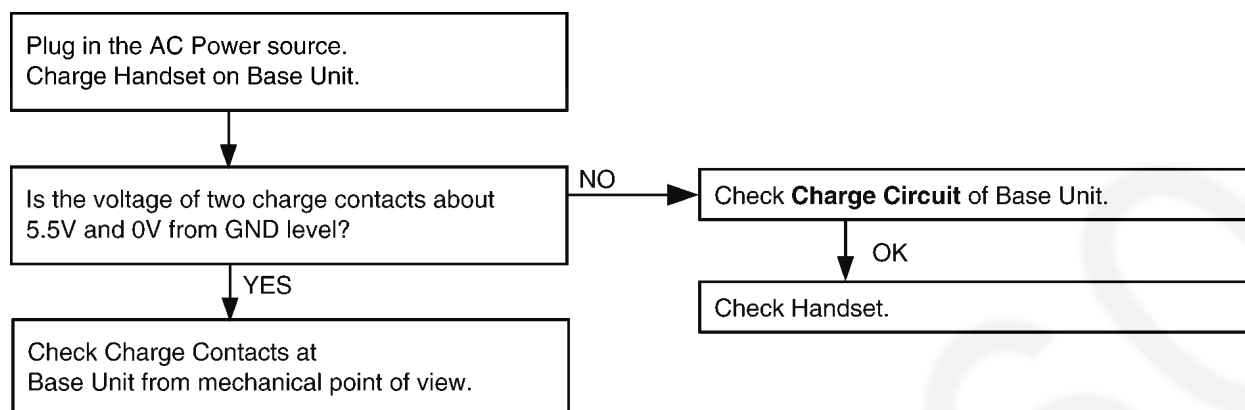 Plug in the AC Power source.
Charge Handset on Base Unit.
Is the voltage of two charge contacts about
5.5V and 0V from GND level?
NO
Check Charge Circuit of Base Unit.
OK
Check Handset.
YES
Check Charge Contacts at
Base Unit from mechanical point of view.